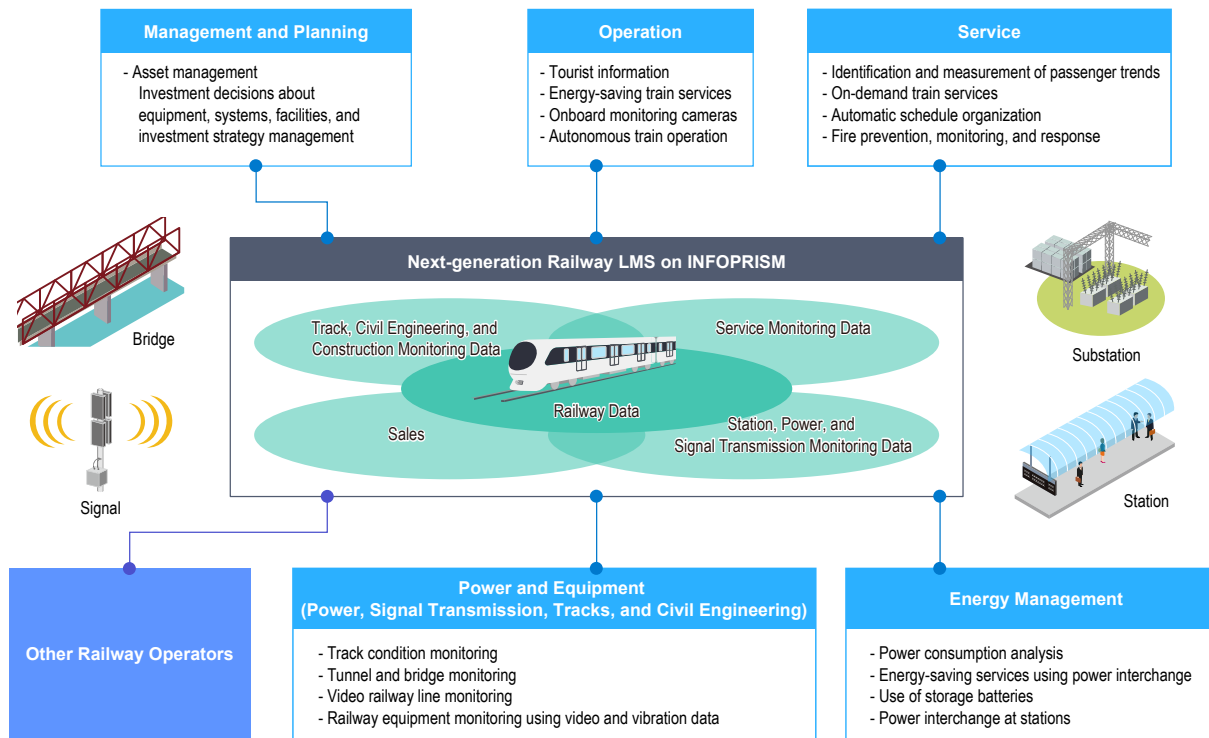 Management and Planning
- Asset management
Investment decisions about
equipment, systems, facilities, and
investment strategy management
Operation
- Tourist information
- Energy-saving train services
- Onboard monitoring cameras
- Autonomous train operation
Service
- Identification and measurement of passenger trends
- On-demand train services
- Automatic schedule organization
- Fire prevention, monitoring, and response
Next-generation Railway LMS on INFOPRISM
Track, Civil Engineering, and
Construction Monitoring Data
Service Monitoring Data
Railway Data
Sales
Station, Power, and
Signal Transmission Monitoring Data
Bridge
Signal
Substation
Station
Other Railway Operators
Power and Equipment
(Power, Signal Transmission, Tracks, and Civil Engineering)
- Track condition monitoring
- Tunnel and bridge monitoring
- Video railway line monitoring
- Railway equipment monitoring using video and vibration data
Energy Management
- Power consumption analysis
- Energy-saving services using power interchange
- Use of storage batteries
- Power interchange at stations